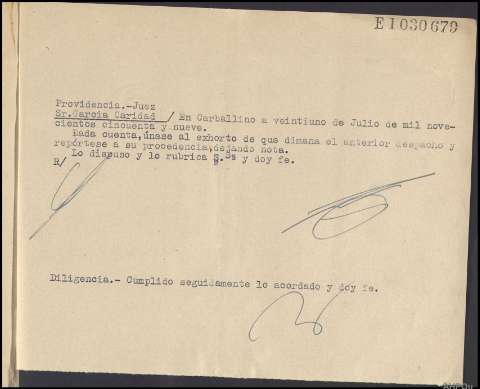 E1030679
Providencia.-Juez
Sr.García Caridad / En Carballino a veintiuno de Julio de mil nove-
cientos cincuenta y nueve.
Dada cuenta,únase al exhorto de que dimana el anterior despacho y
repórtese a su procedencia,dejando nota.
Lo dispuso y lo rubrica S.Sª y doy fe.
R/
Diligencia.- Cumplido seguidamente lo acordado y doy fe.